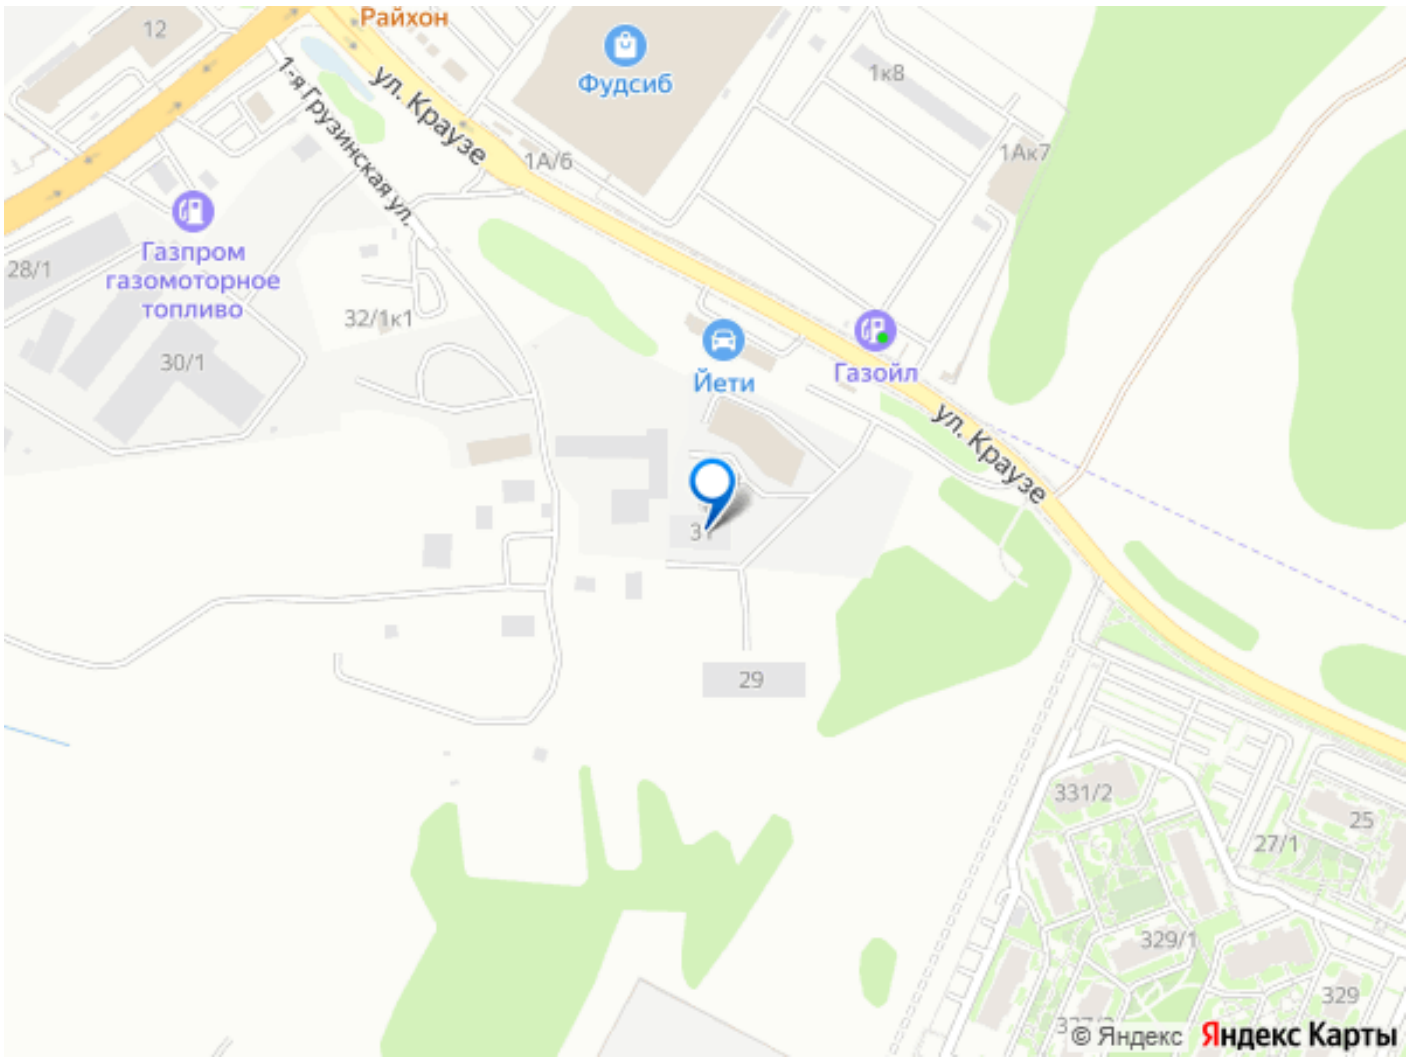 Райхон
12
Фудсиб
1к8
1-я Грузинская ул.
ул. Краузе
1А/6
1Ак7
Газпром
газомоторное
топливо
28/1
32/1к1
30/1
Йети
Газойл
ул. Краузе
29
331/2
25
27/1
329/1
329
© Яндекс
Яндекс Карты